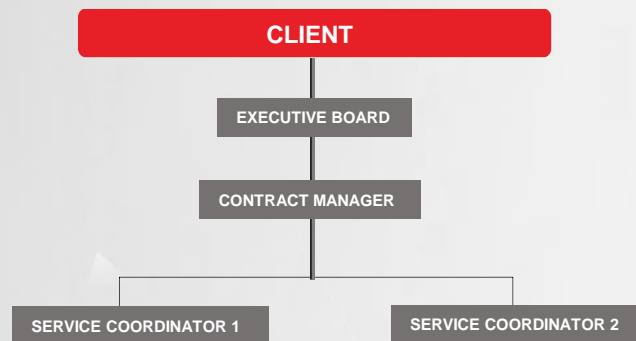 CLIENT
EXECUTIVE BOARD
CONTRACT MANAGER
SERVICE COORDINATOR 1
SERVICE COORDINATOR 2